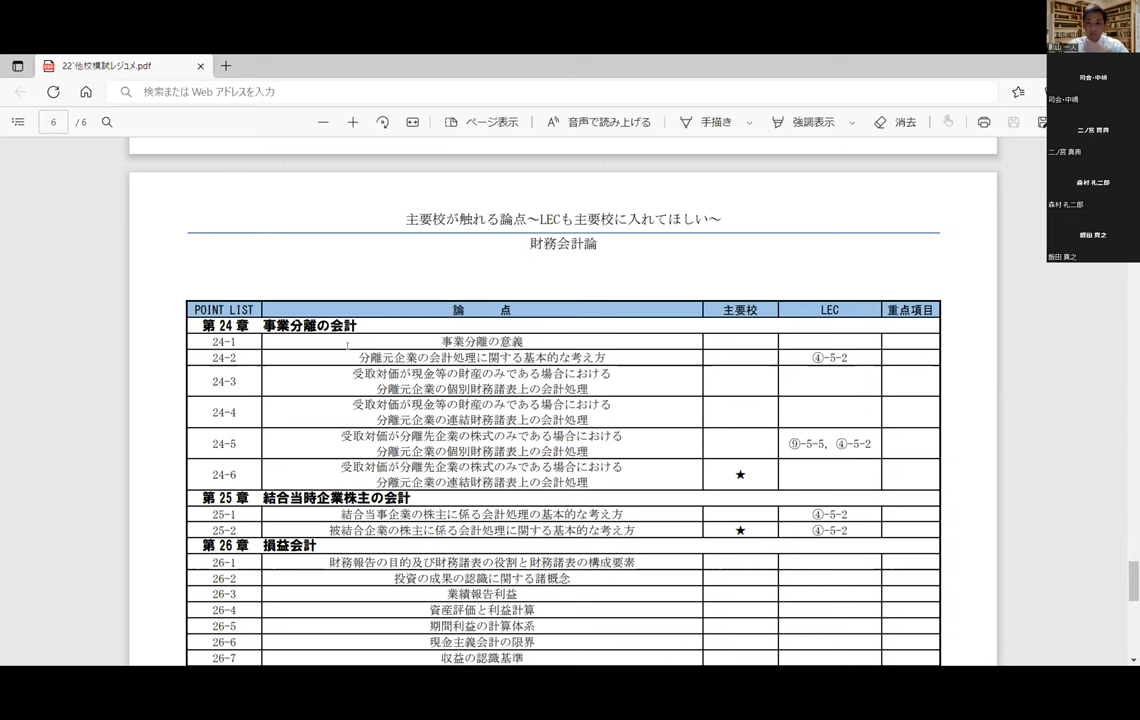 影山 一人
司会・中嶋
司会・中嶋
二ノ宮 真典
二ノ宮 真典
森村 礼二郎
森村 礼二郎
飯田 真之
飯田 真之
22'他校模試レジュメ.pdf
検索または Web アドレスを入力
6 / 6
ページ表示
音声で読み上げる
手描き
強調表示
消去
主要校が触れる論点～LECも主要校に入れてほしい～
財務会計論
POINT LIST 論 点 主要校 LEC 重点項目
第 24 章 事業分離の会計
24-1 事業分離の意義
24-2 分離元企業の会計処理に関する基本的な考え方 ④-5-2
24-3 受取対価が現金等の財産のみである場合における
分離元企業の個別財務諸表上の会計処理
24-4 受取対価が現金等の財産のみである場合における
分離元企業の連結財務諸表上の会計処理
24-5 受取対価が分離先企業の株式のみである場合における
分離元企業の個別財務諸表上の会計処理 ⑨-5-5, ④-5-2
24-6 受取対価が分離先企業の株式のみである場合における
分離元企業の連結財務諸表上の会計処理 ★
第 25 章 結合当時企業株主の会計
25-1 結合当事企業の株主に係る会計処理の基本的な考え方 ④-5-2
25-2 被結合企業の株主に係る会計処理に関する基本的な考え方 ★ ④-5-2
第 26 章 損益会計
26-1 財務報告の目的及び財務諸表の役割と財務諸表の構成要素
26-2 投資の成果の認識に関する諸概念
26-3 業績報告利益
26-4 資産評価と利益計算
26-5 期間利益の計算体系
26-6 現金主義会計の限界
26-7 収益の認識基準